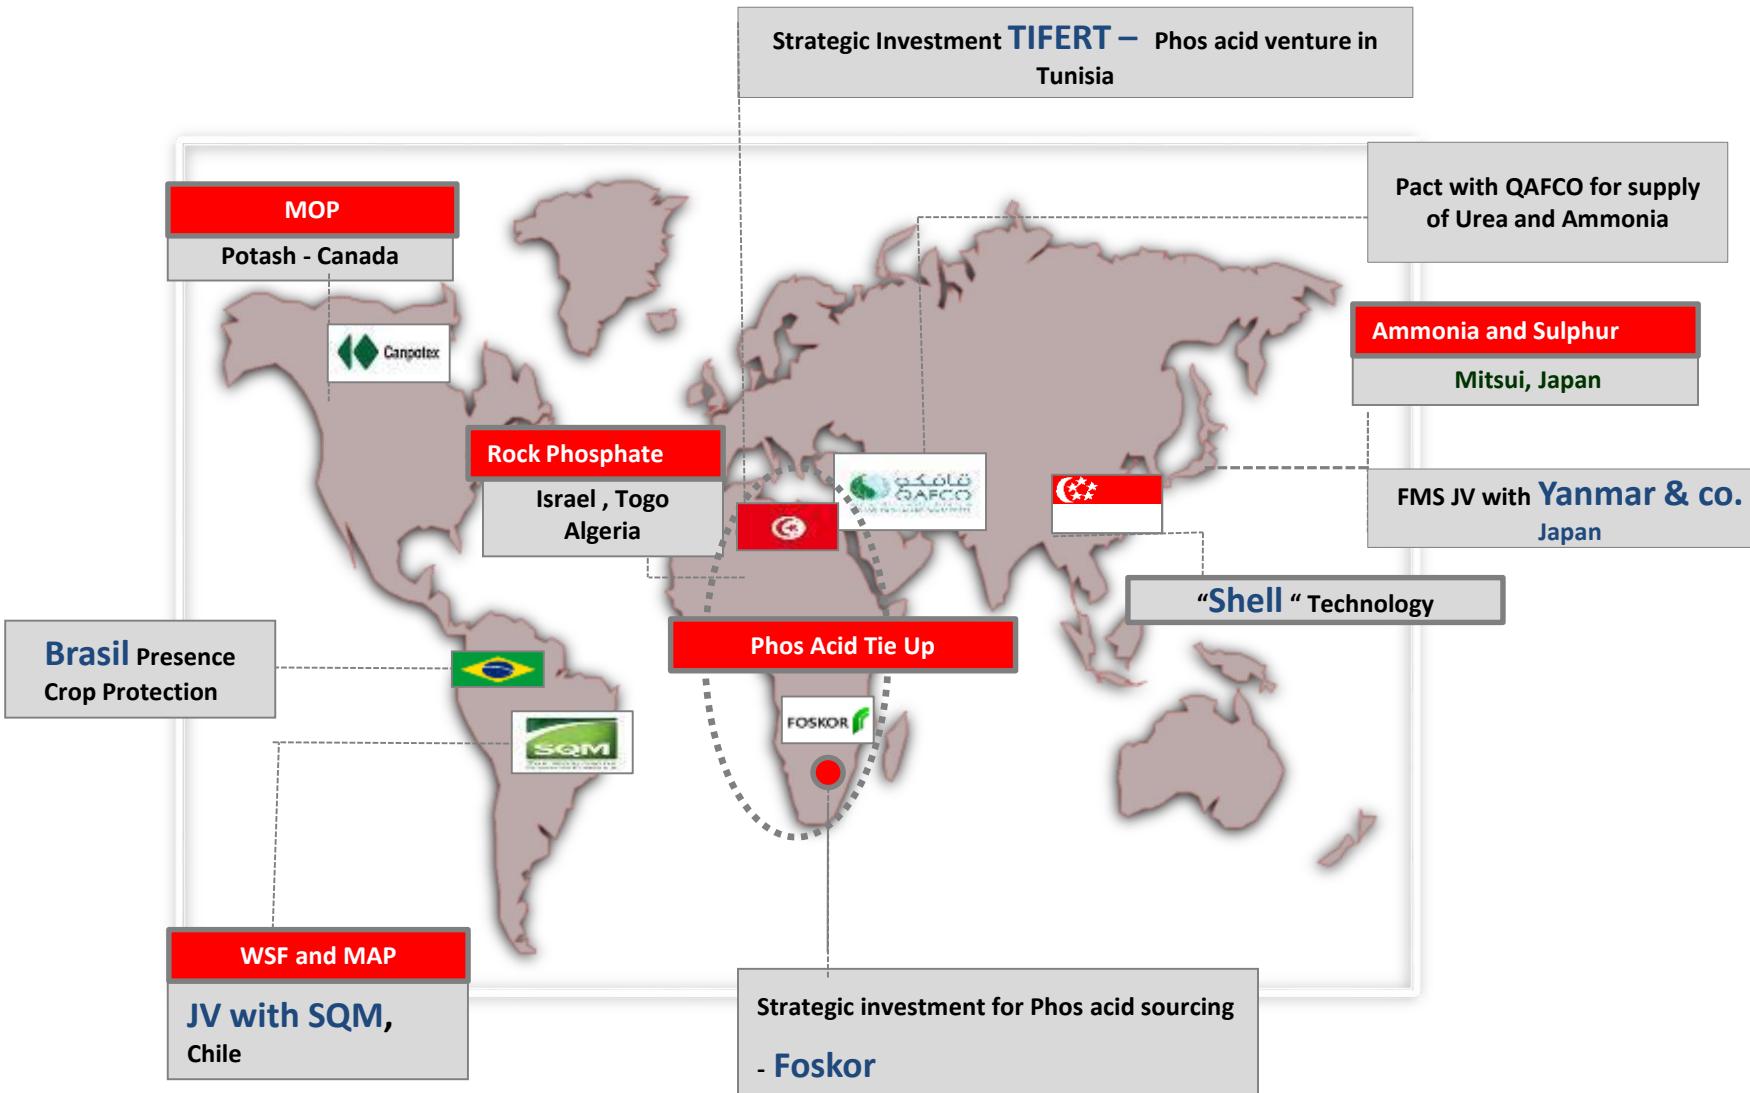 Strategic Investment TIFERT – Phos acid venture in
Tunisia
Pact with QAFCO for supply
of Urea and Ammonia
MOP
Potash - Canada
Canpotex
Ammonia and Sulphur
Mitsui, Japan
Rock Phosphate
Israel , Togo
Algeria
قافكو
QAFCO
FMS JV with Yanmar & co.
Japan
“Shell “ Technology
Phos Acid Tie Up
Brasil Presence
Crop Protection
FOSKOR
SQM
WSF and MAP
JV with SQM,
Chile
Strategic investment for Phos acid sourcing
- Foskor